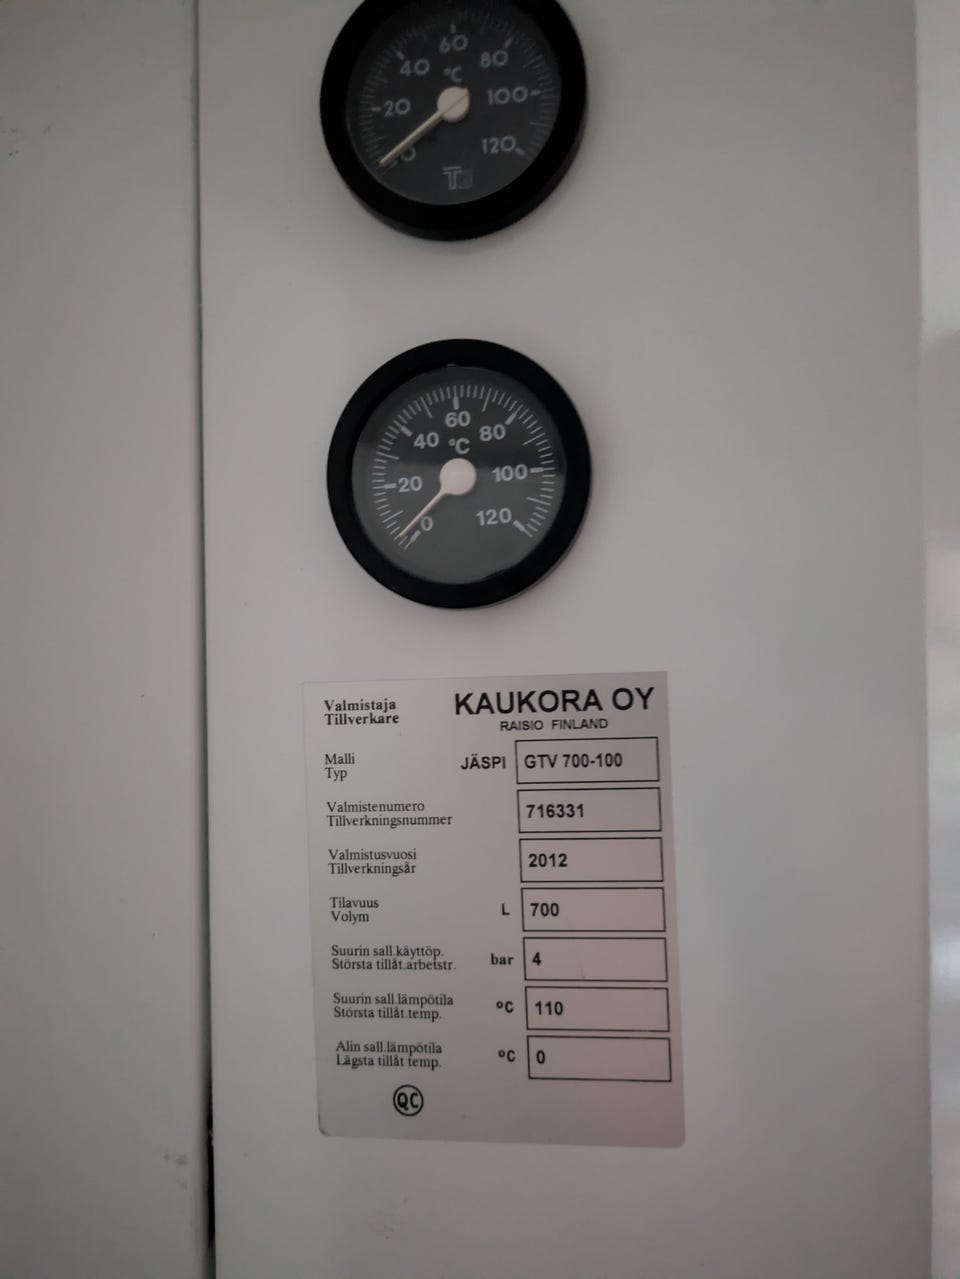 60
40 80
°C
20 100
0 120
T
60
40 80
°C
20 100
0 120
Valmistaja KAUKORA OY
Tillverkare RAISIO FINLAND
Malli JÄSPI GTV 700-100
Typ
Valmistenumero 716331
Tillverkningsnummer
Valmistusvuosi 2012
Tillverkningsår
Tilavuus L 700
Volym
Suurin sall.käyttöp. bar 4
Största tillåt.arbetstr.
Suurin sall.lämpötila ºC 110
Största tillåt.temp.
Alin sall.lämpötila ºC 0
Lägsta tillåt temp.
QC